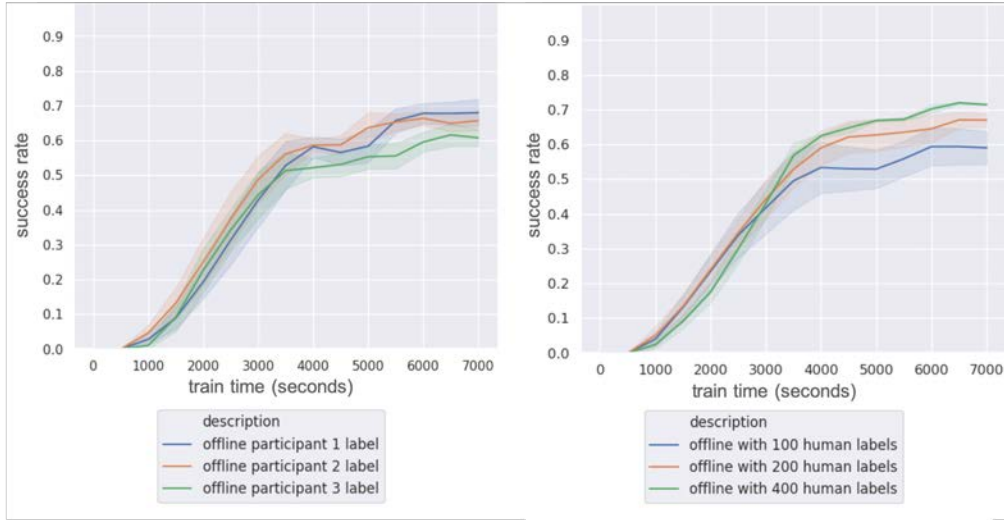 0.9
0.8
0.7
0.6
0.5
0.4
0.3
0.2
0.1
0.0
success rate
0 1000 2000 3000 4000 5000 6000 7000
train time (seconds)
description
offline participant 1 label
offline participant 2 label
offline participant 3 label
0.9
0.8
0.7
0.6
0.5
0.4
0.3
0.2
0.1
0.0
success rate
0 1000 2000 3000 4000 5000 6000 7000
train time (seconds)
description
offline with 100 human labels
offline with 200 human labels
offline with 400 human labels